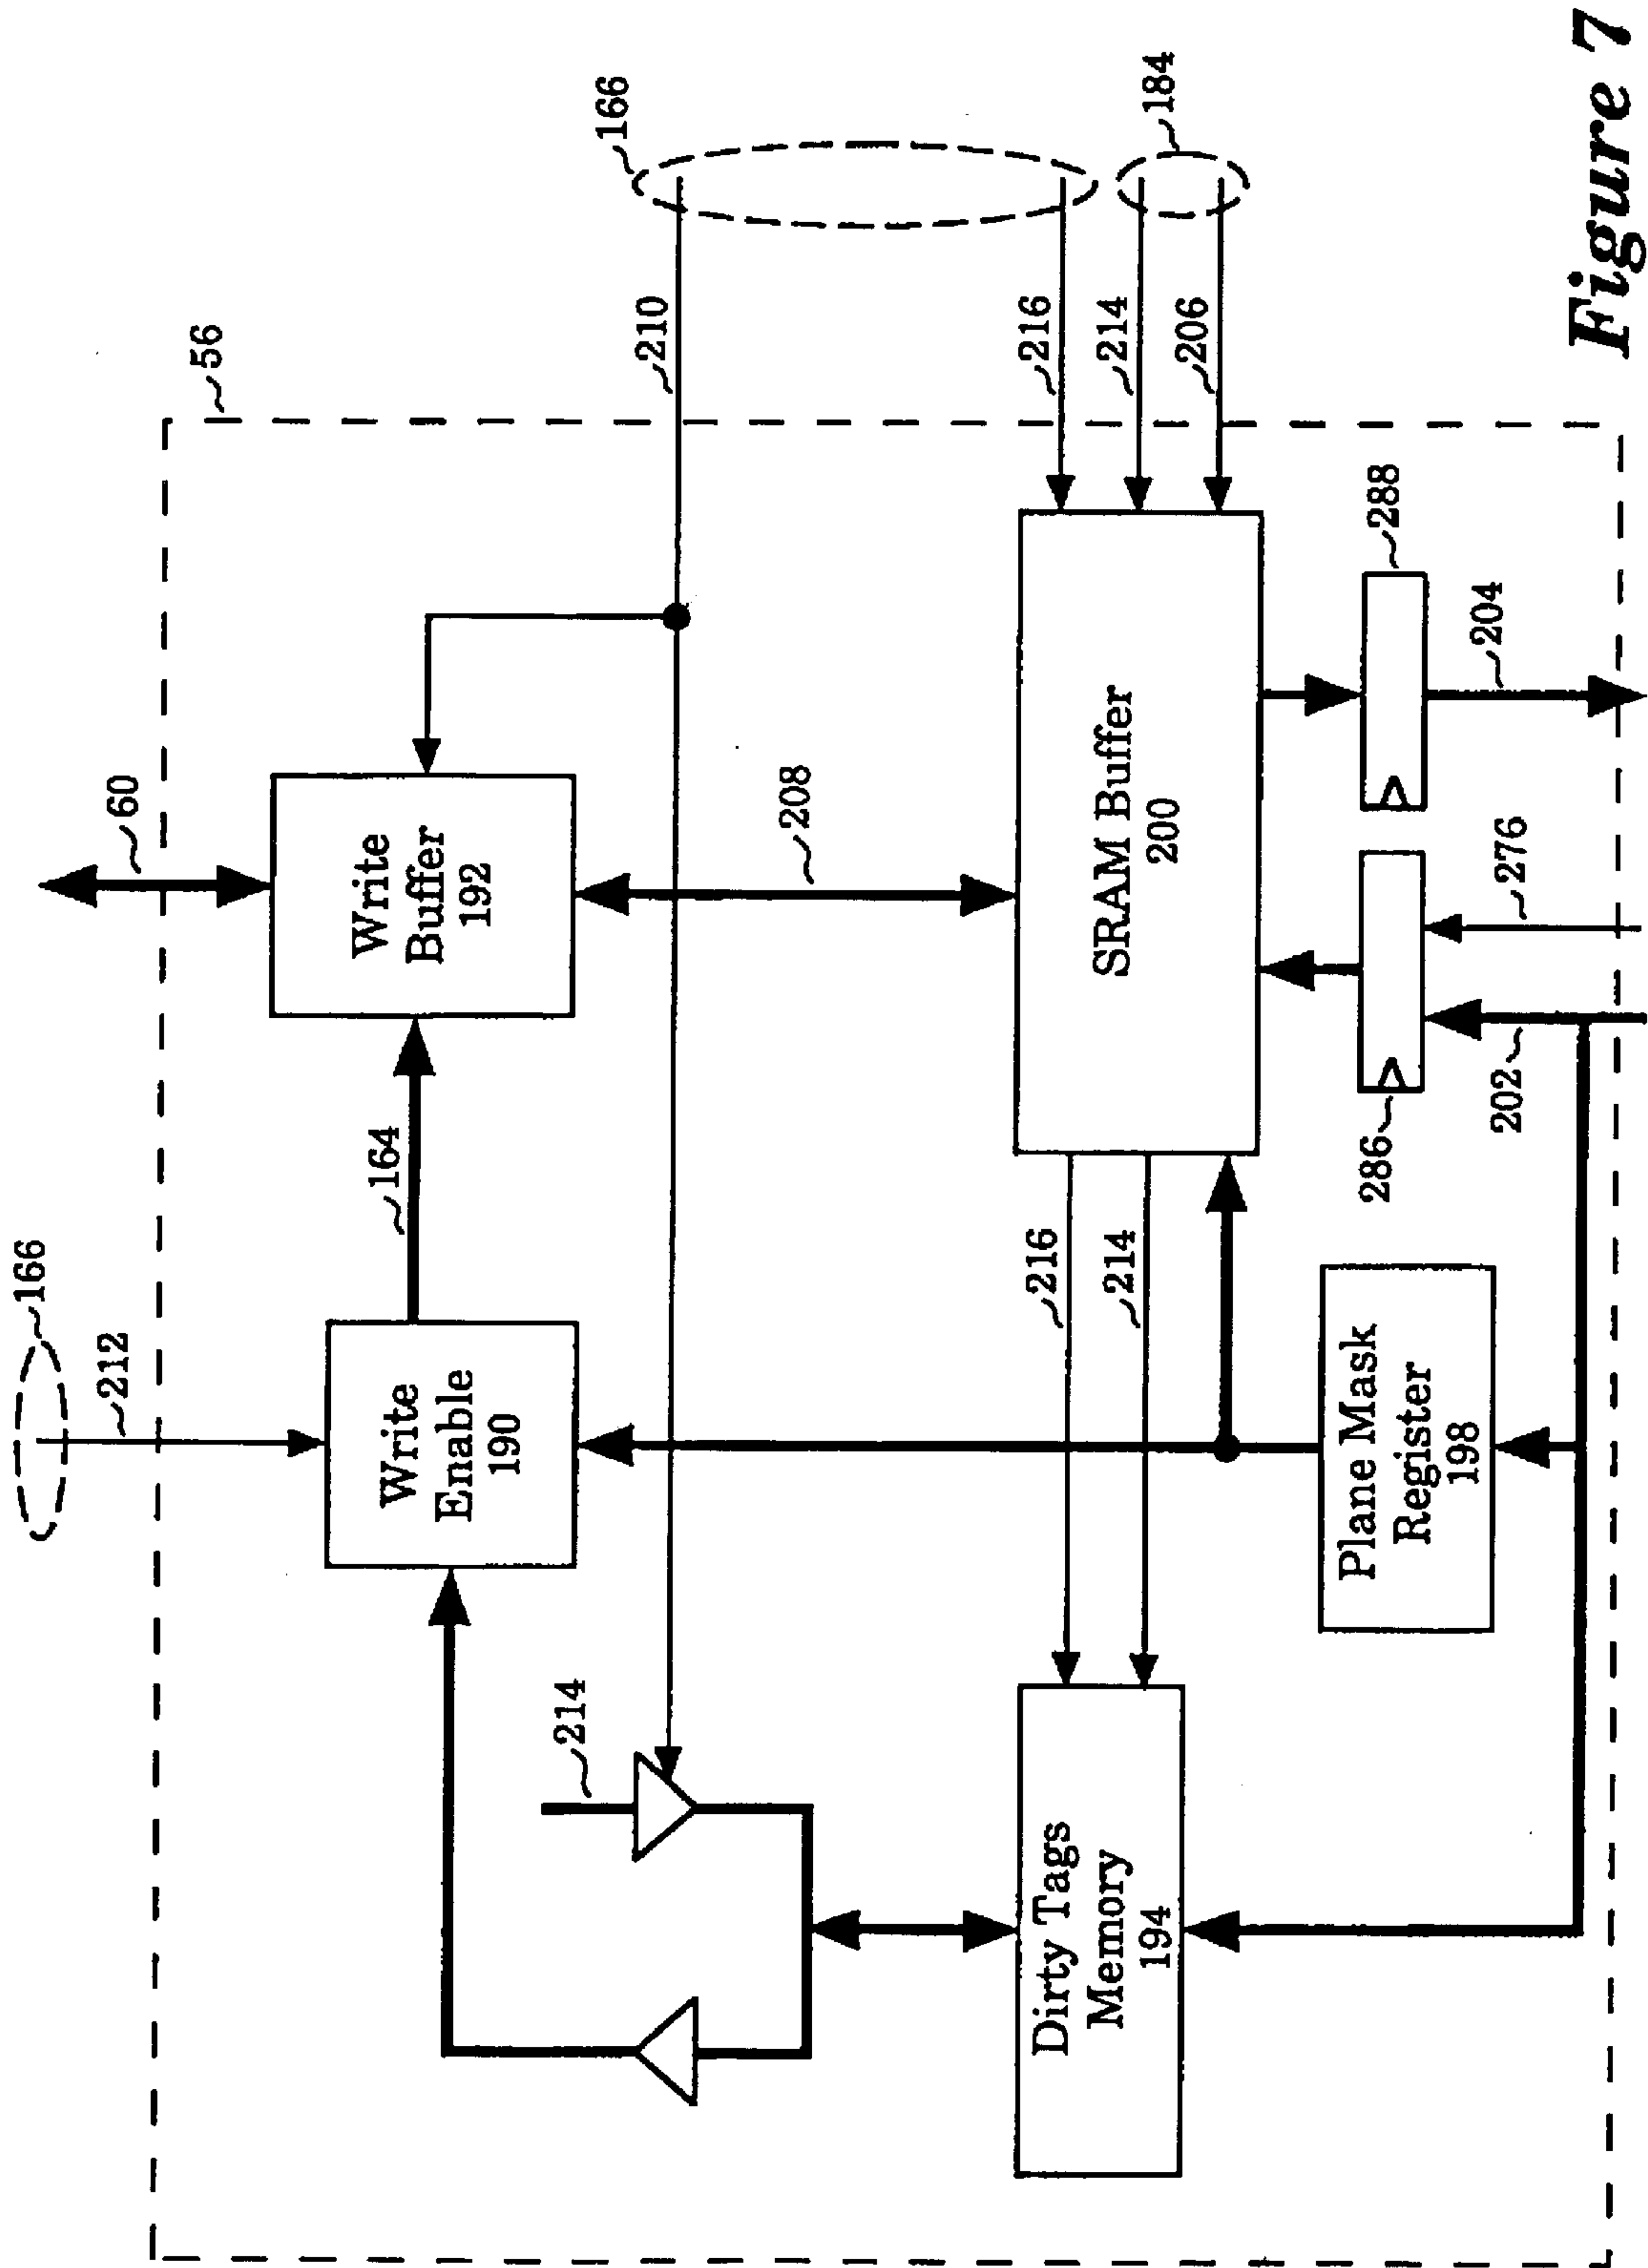 166
212
60
56
Write
Enable
190
164
Write
Buffer
192
166
210
214
208
216
214
216
214
206
184
Dirty Tags
Memory
194
SRAM Buffer
200
Plane Mask
Register
198
286
202
276
288
204
Figure 7